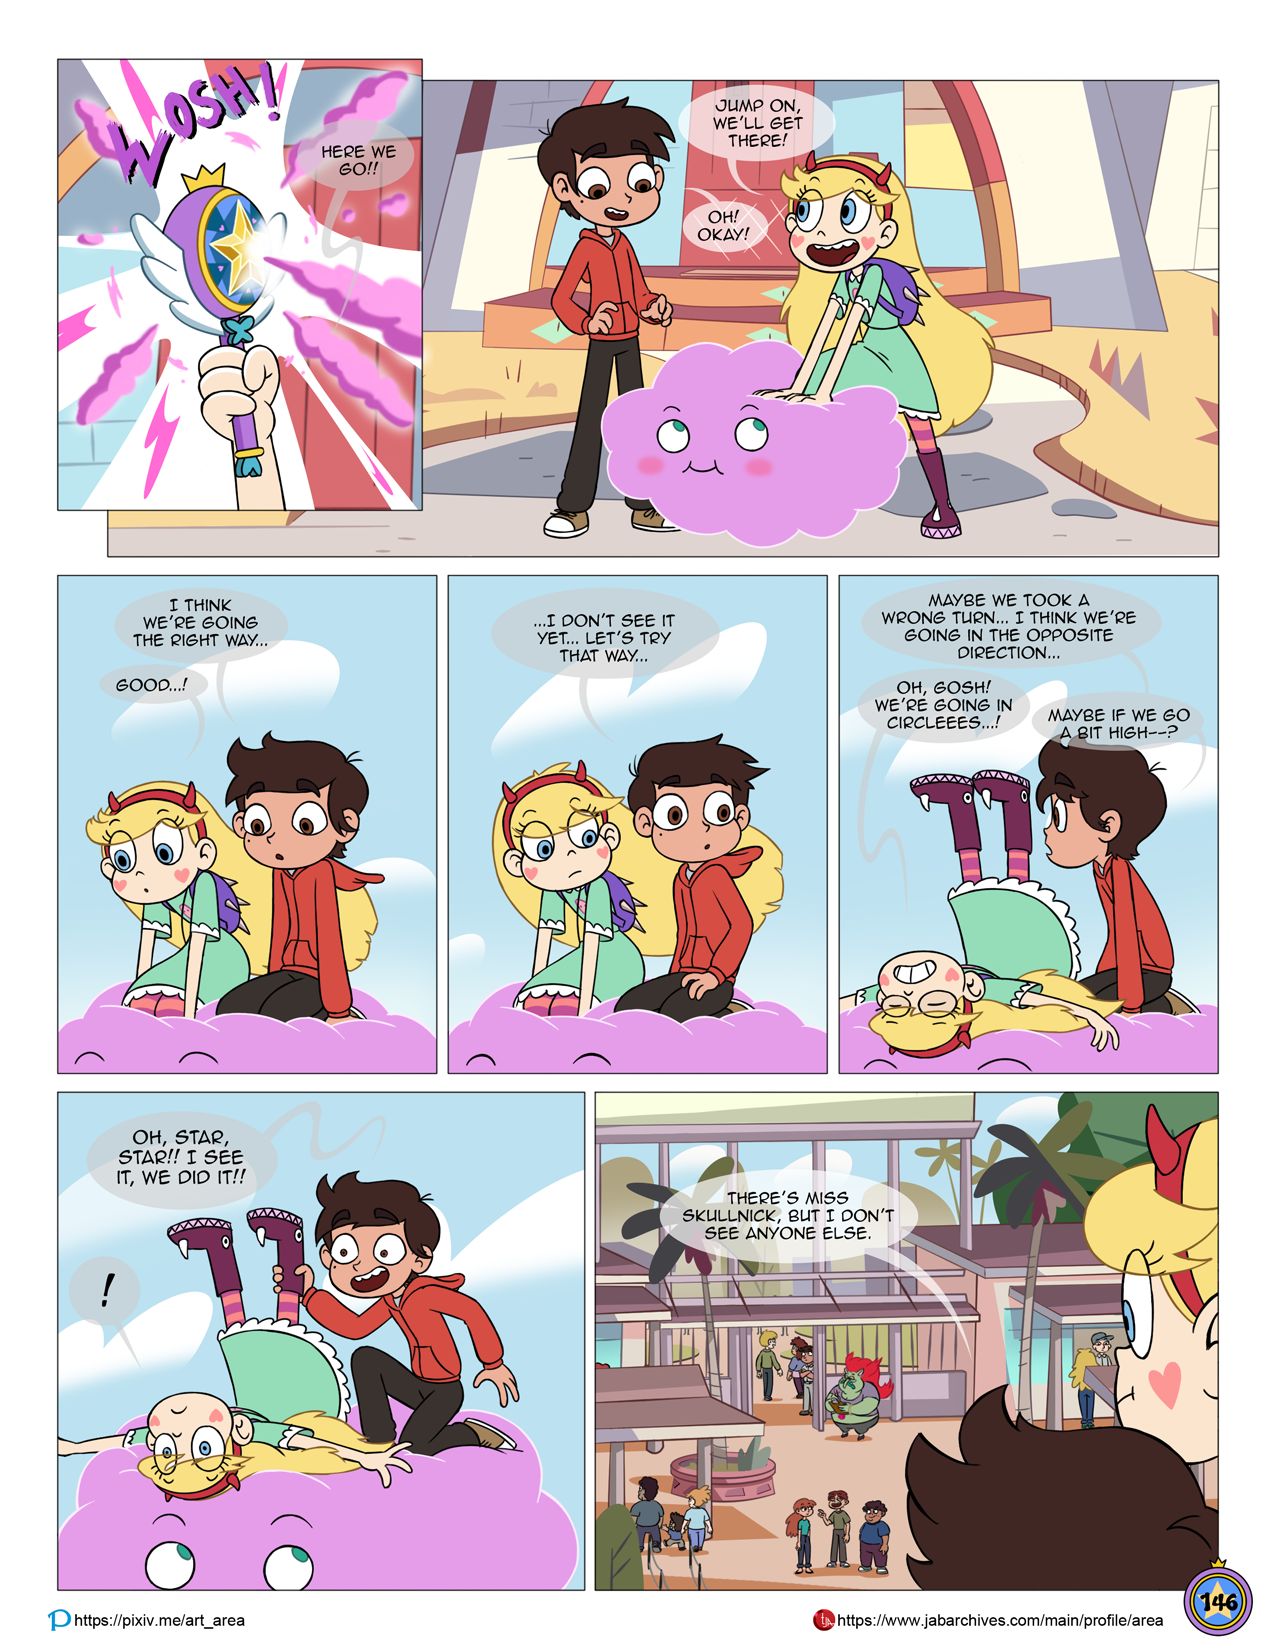 WOSH!
HERE WE
GO!!
JUMP ON,
WE'LL GET
THERE!
OH!
OKAY!
I THINK
WE'RE GOING
THE RIGHT WAY...
GOOD...!
...I DON'T SEE IT
YET... LET'S TRY
THAT WAY...
MAYBE WE TOOK A
WRONG TURN... I THINK WE'RE
GOING IN THE OPPOSITE
DIRECTION...
OH, GOSH!
WE'RE GOING IN
CIRCLEEES...!
MAYBE IF WE GO
A BIT HIGH--?
OH, STAR,
STAR!! I SEE
IT, WE DID IT!!
!
THERE'S MISS
SKULLNICK, BUT I DON'T
SEE ANYONE ELSE.
https://pixiv.me/art_area
https://www.jabarchives.com/main/profile/area
146